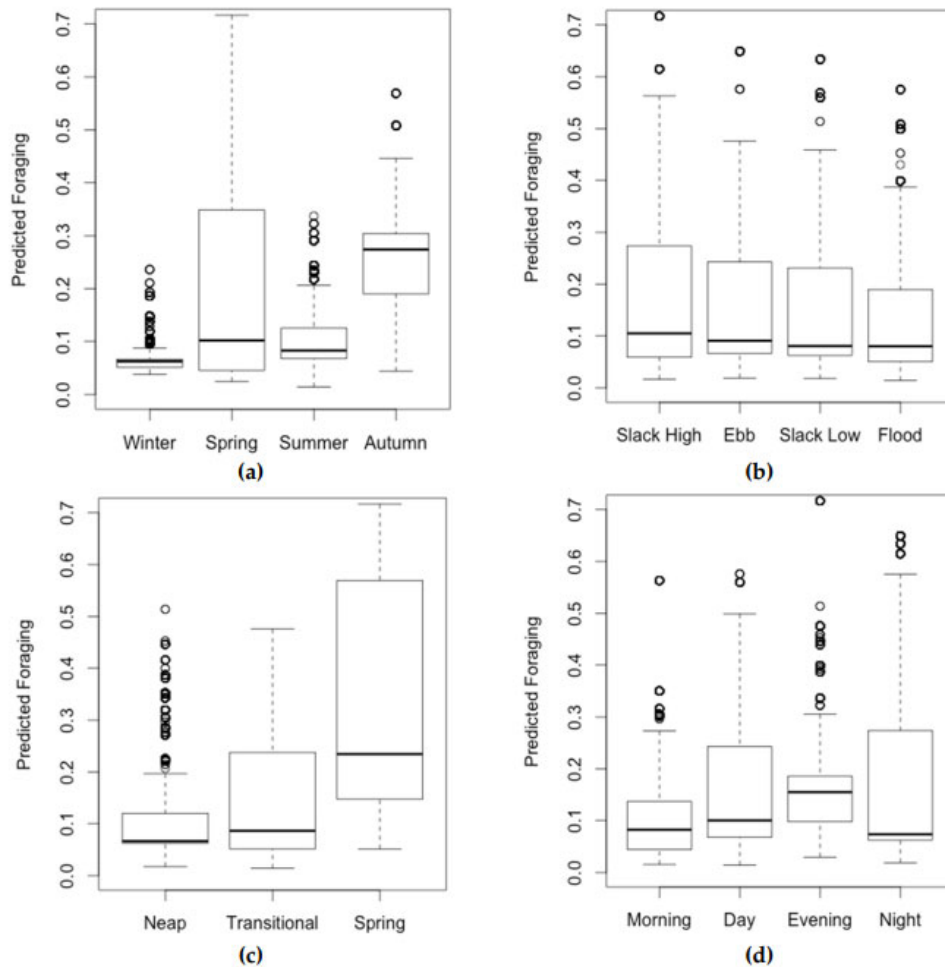 Predicted Foraging
0.7
0.6
0.5
0.4
0.3
0.2
0.1
0.0
Winter Spring Summer Autumn
(a)
Predicted Foraging
0.7
0.6
0.5
0.4
0.3
0.2
0.1
0.0
Slack High Ebb Slack Low Flood
(b)
Predicted Foraging
0.7
0.6
0.5
0.4
0.3
0.2
0.1
0.0
Neap Transitional Spring
(c)
Predicted Foraging
0.7
0.6
0.5
0.4
0.3
0.2
0.1
0.0
Morning Day Evening Night
(d)